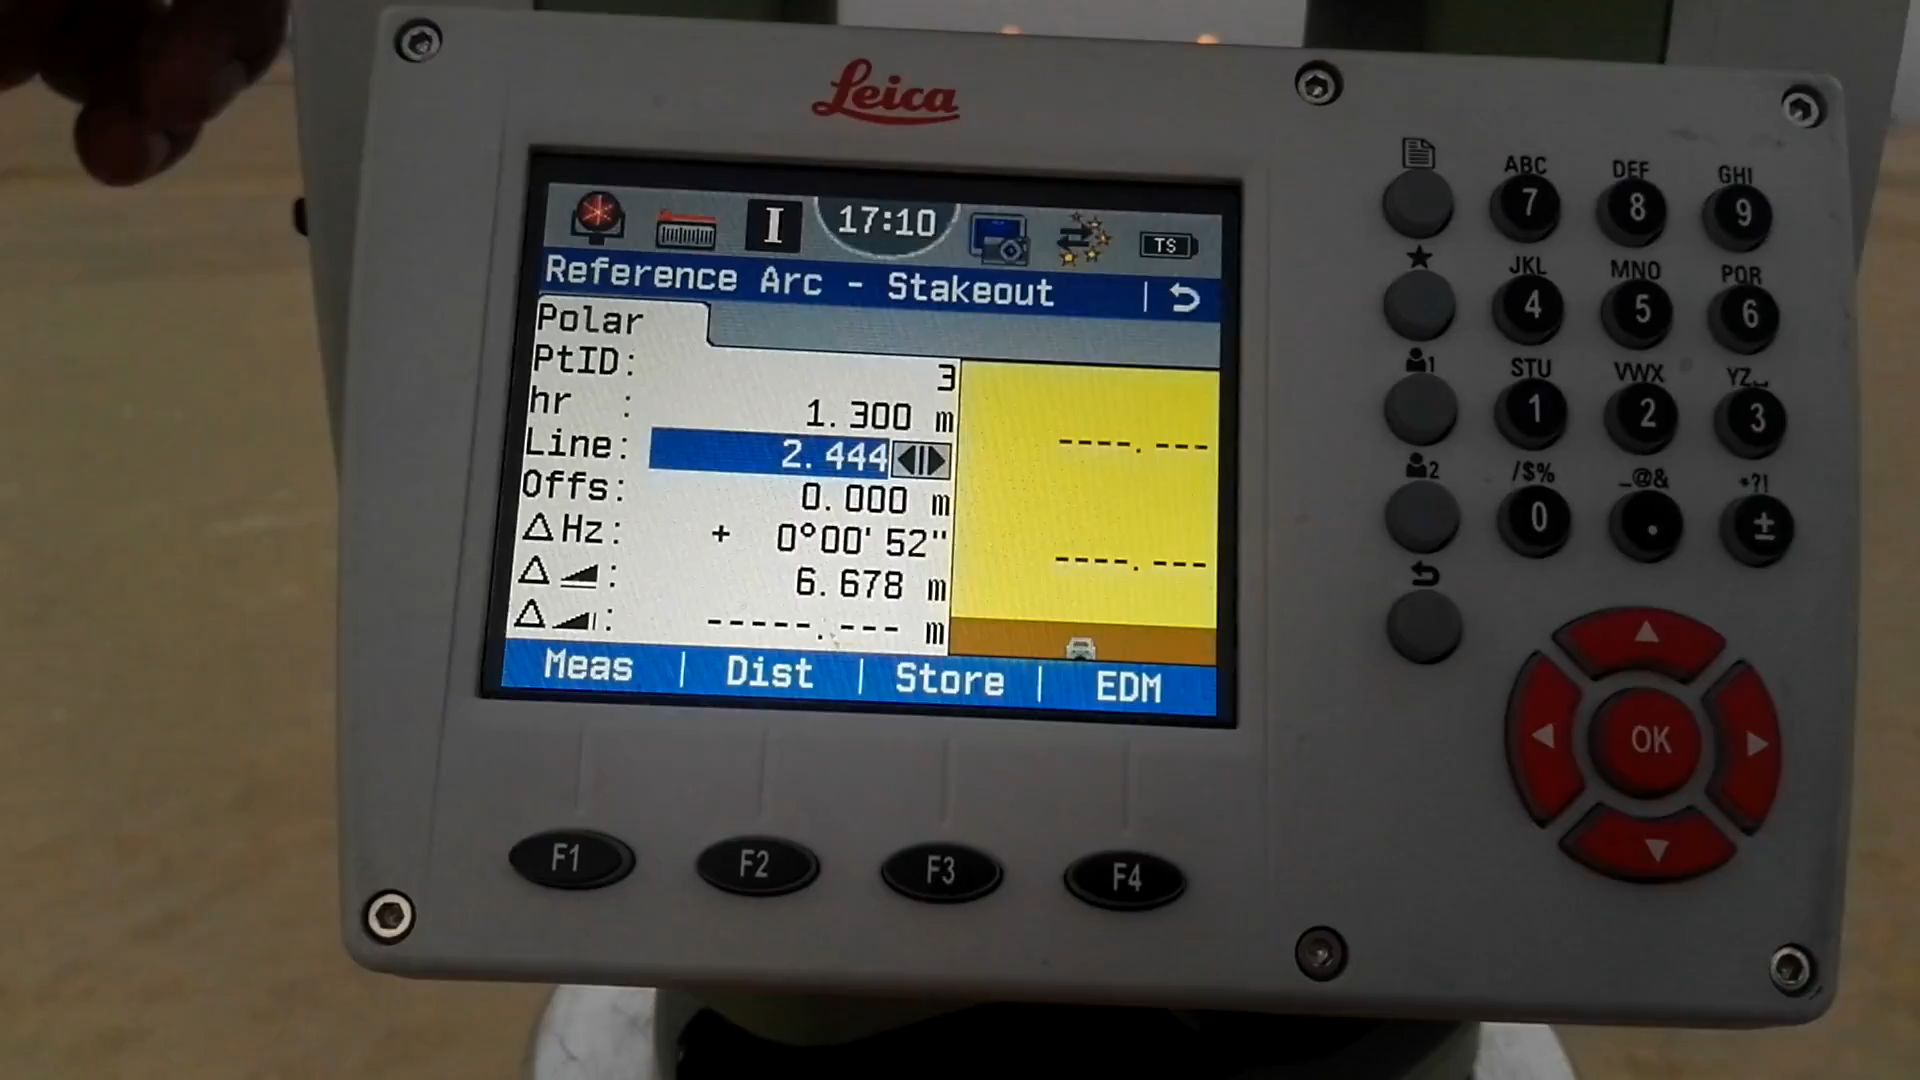 Leica
I 17:10 TS
Reference Arc - Stakeout
Polar
PtID: 3
hr : 1.300 m
Line: 2.444
Offs: 0.000 m
Δ Hz: + 0°00'52"
Δ : 6.678 m
Δ : -----.--- m
----.---
----.---
Meas | Dist | Store | EDM
F1 F2 F3 F4
ABC DEF GHI
7 8 9
JKL MNO PQR
4 5 6
1 STU VWX YZ␣
1 2 3
2 /$% _@& *?!
0 . ±
OK